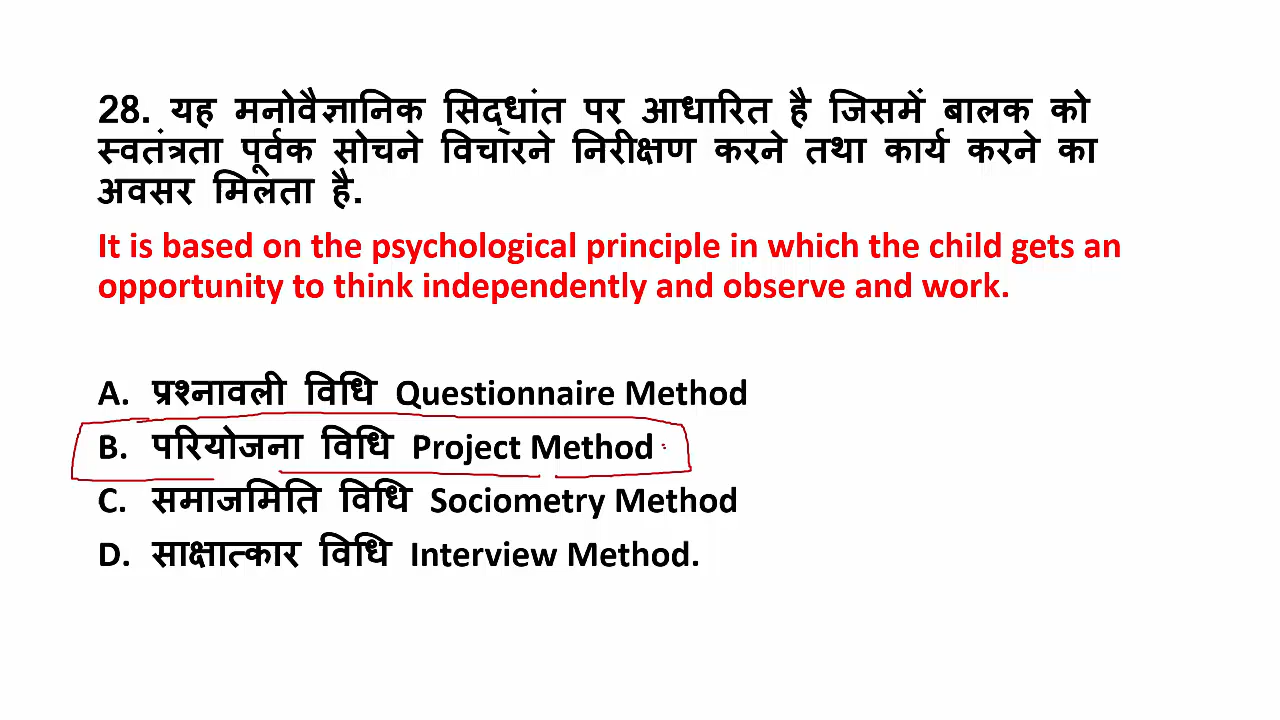 28. यह मनोवैज्ञानिक सिद्धांत पर आधारित है जिसमें बालक को
स्वतंत्रता पूर्वक सोचने विचारने निरीक्षण करने तथा कार्य करने का
अवसर मिलता है.
It is based on the psychological principle in which the child gets an
opportunity to think independently and observe and work.
A. प्रश्नावली विधि Questionnaire Method
B. परियोजना विधि Project Method
C. समाजमिति विधि Sociometry Method
D. साक्षात्कार विधि Interview Method.